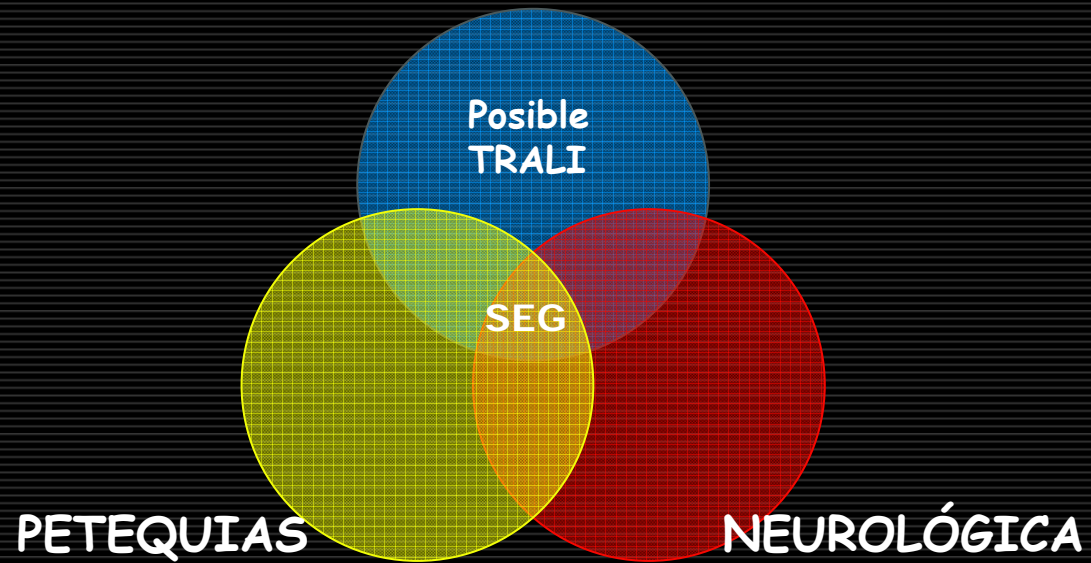 Posible
TRALI
SEG
PETEQUIAS
NEUROLÓGICA